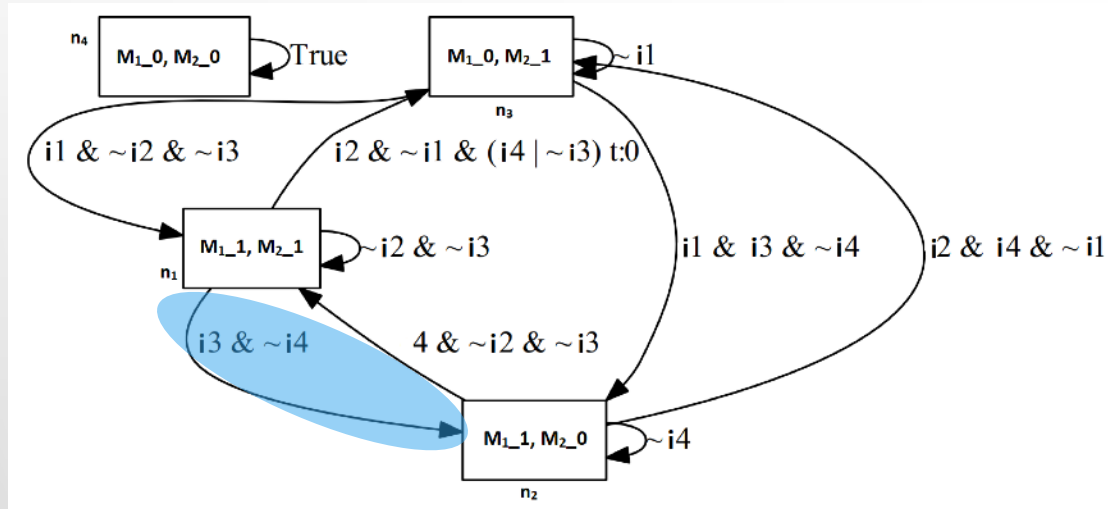 n₄
M₁_0, M₂_0
True
M₁_0, M₂_1
~ i1
n₃
i1 & ~i2 & ~i3
i2 & ~i1 & (i4 | ~i3) t:0
M₁_1, M₂_1
~i2 & ~i3
n₁
i1 & i3 & ~i4
i2 & i4 & ~i1
i3 & ~i4
4 & ~i2 & ~i3
M₁_1, M₂_0
~i4
n₂